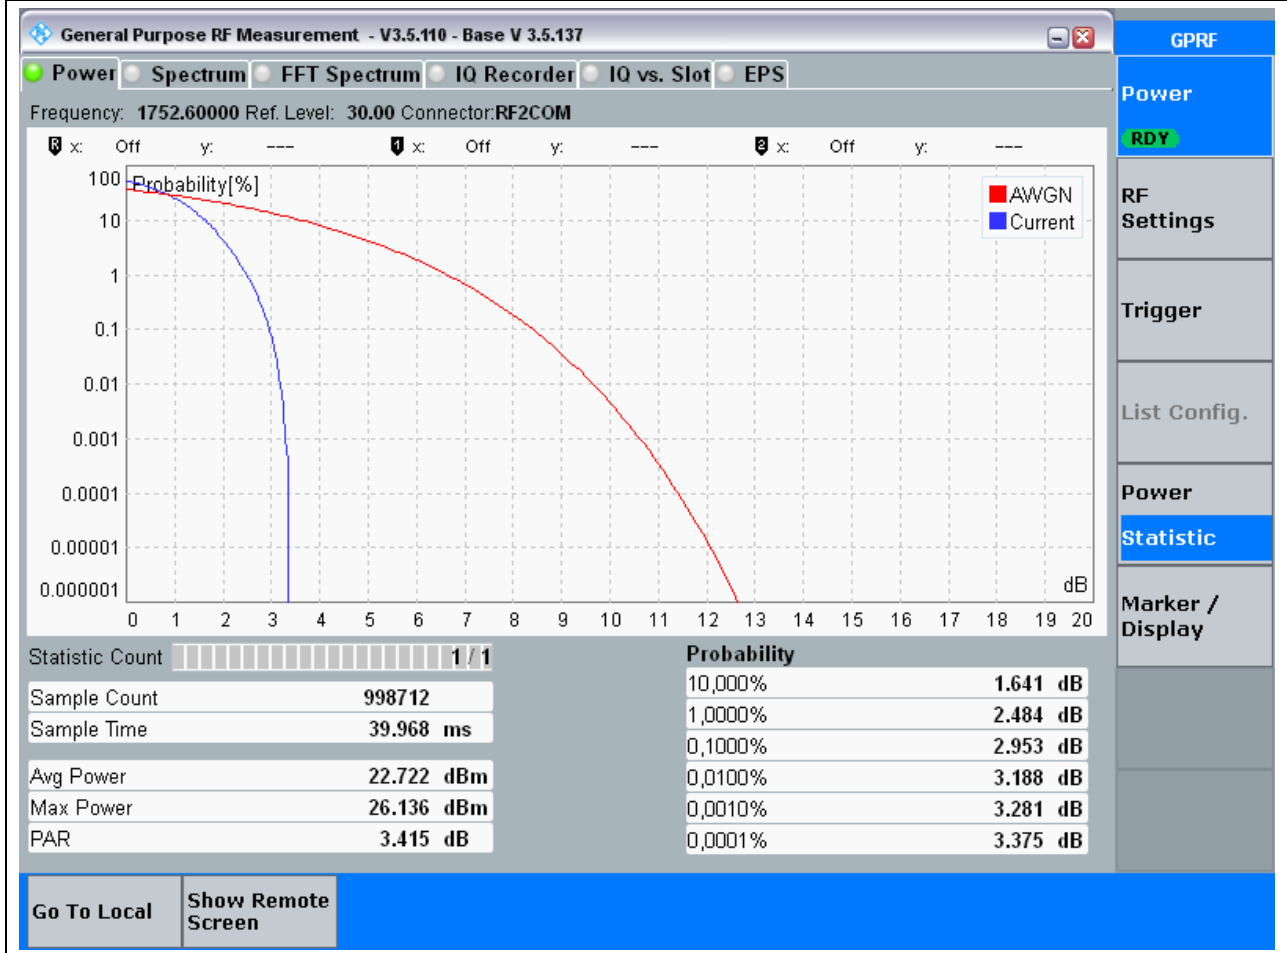 General Purpose RF Measurement - V3.5.110 - Base V 3.5.137
GPRF
Power Spectrum FFT Spectrum IQ Recorder IQ vs. Slot EPS
Power
RDY
Frequency: 1752.60000 Ref. Level: 30.00 Connector:RF2COM
R x: Off y: --- 1 x: Off y: --- 2 x: Off y: ---
Probability[%]
AWGN
Current
100
10
1
0.1
0.01
0.001
0.0001
0.00001
0.000001
dB
0 1 2 3 4 5 6 7 8 9 10 11 12 13 14 15 16 17 18 19 20
RF
Settings
Trigger
List Config.
Power
Statistic
Marker /
Display
Statistic Count 1 / 1
Sample Count 998712
Sample Time 39.968 ms
Avg Power 22.722 dBm
Max Power 26.136 dBm
PAR 3.415 dB
Probability
10,000% 1.641 dB
1,0000% 2.484 dB
0,1000% 2.953 dB
0,0100% 3.188 dB
0,0010% 3.281 dB
0,0001% 3.375 dB
Go To Local
Show Remote
Screen